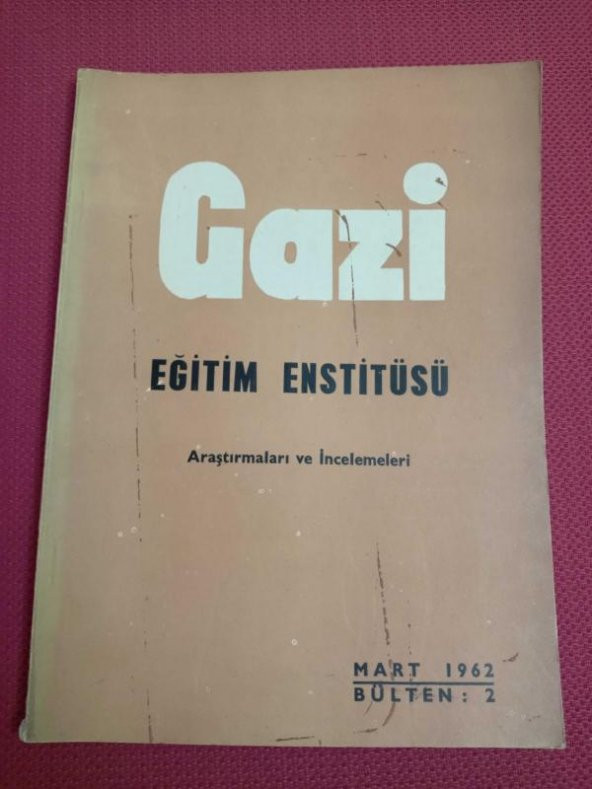 Gazi
EĞİTİM ENSTİTÜSÜ
Araştırmaları ve İncelemeleri
MART 1962
BÜLTEN : 2